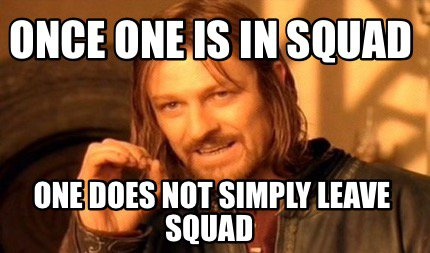 ONCE ONE IS IN SQUAD
ONE DOES NOT SIMPLY LEAVE
SQUAD